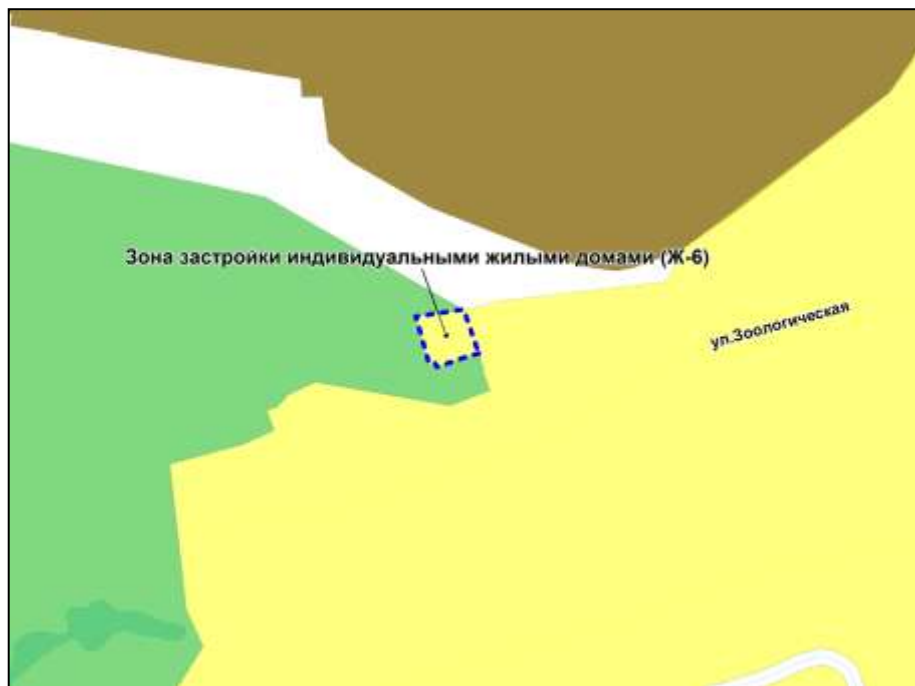 Зона застройки индивидуальными жилыми домами (Ж-6)
ул.Зоологическая